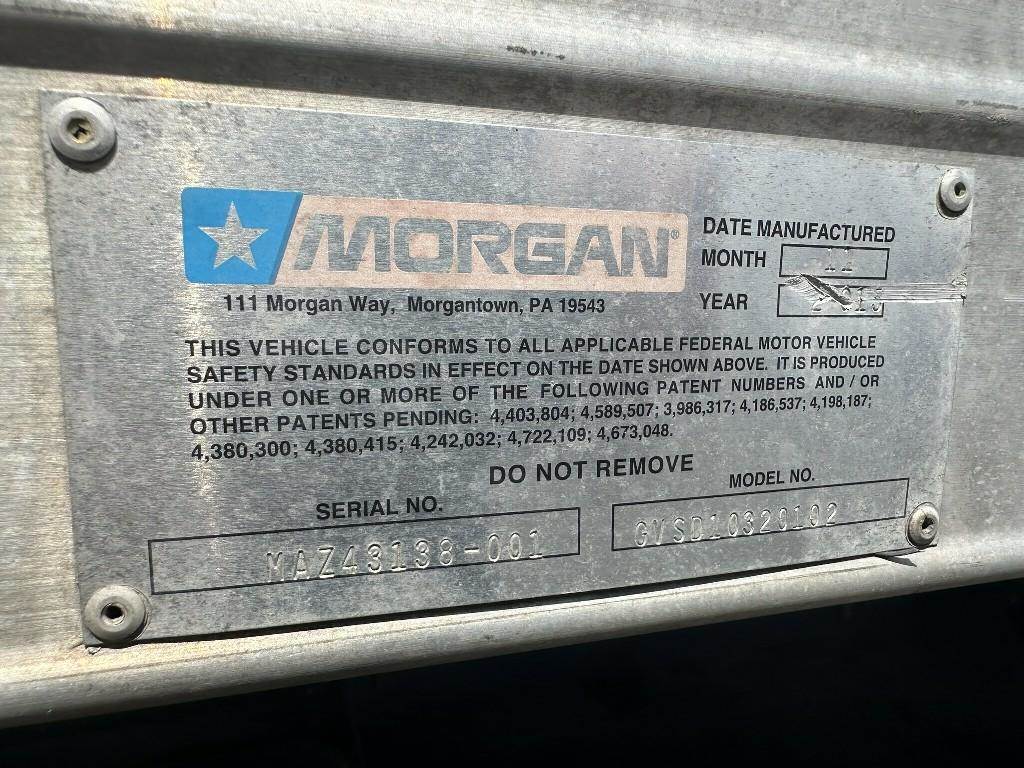 MORGAN®
111 Morgan Way, Morgantown, PA 19543
DATE MANUFACTURED
MONTH 11
YEAR 2015
THIS VEHICLE CONFORMS TO ALL APPLICABLE FEDERAL MOTOR VEHICLE
SAFETY STANDARDS IN EFFECT ON THE DATE SHOWN ABOVE. IT IS PRODUCED
UNDER ONE OR MORE OF THE FOLLOWING PATENT NUMBERS AND / OR
OTHER PATENTS PENDING: 4,403,804; 4,589,507; 3,986,317; 4,186,537; 4,198,187;
4,380,300; 4,380,415; 4,242,032; 4,722,109; 4,673,048.
DO NOT REMOVE
SERIAL NO.
MAZ43138-001
MODEL NO.
GVSD10329102